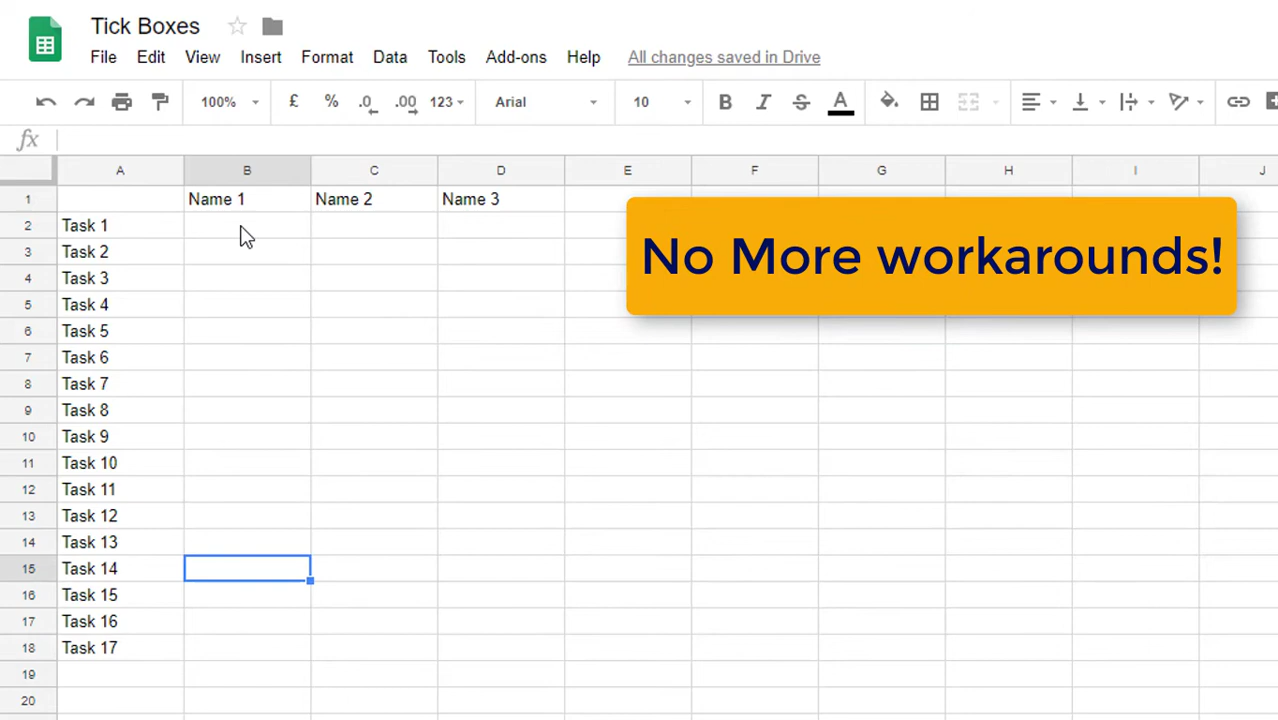 Tick Boxes
File Edit View Insert Format Data Tools Add-ons Help All changes saved in Drive
100% £ % .0 .00 123 Arial 10 B I S A
fx
A B C D E F G H I J
1 Name 1 Name 2 Name 3
2 Task 1
No More workarounds!
3 Task 2
4 Task 3
5 Task 4
6 Task 5
7 Task 6
8 Task 7
9 Task 8
10 Task 9
11 Task 10
12 Task 11
13 Task 12
14 Task 13
15 Task 14
16 Task 15
17 Task 16
18 Task 17
19
20